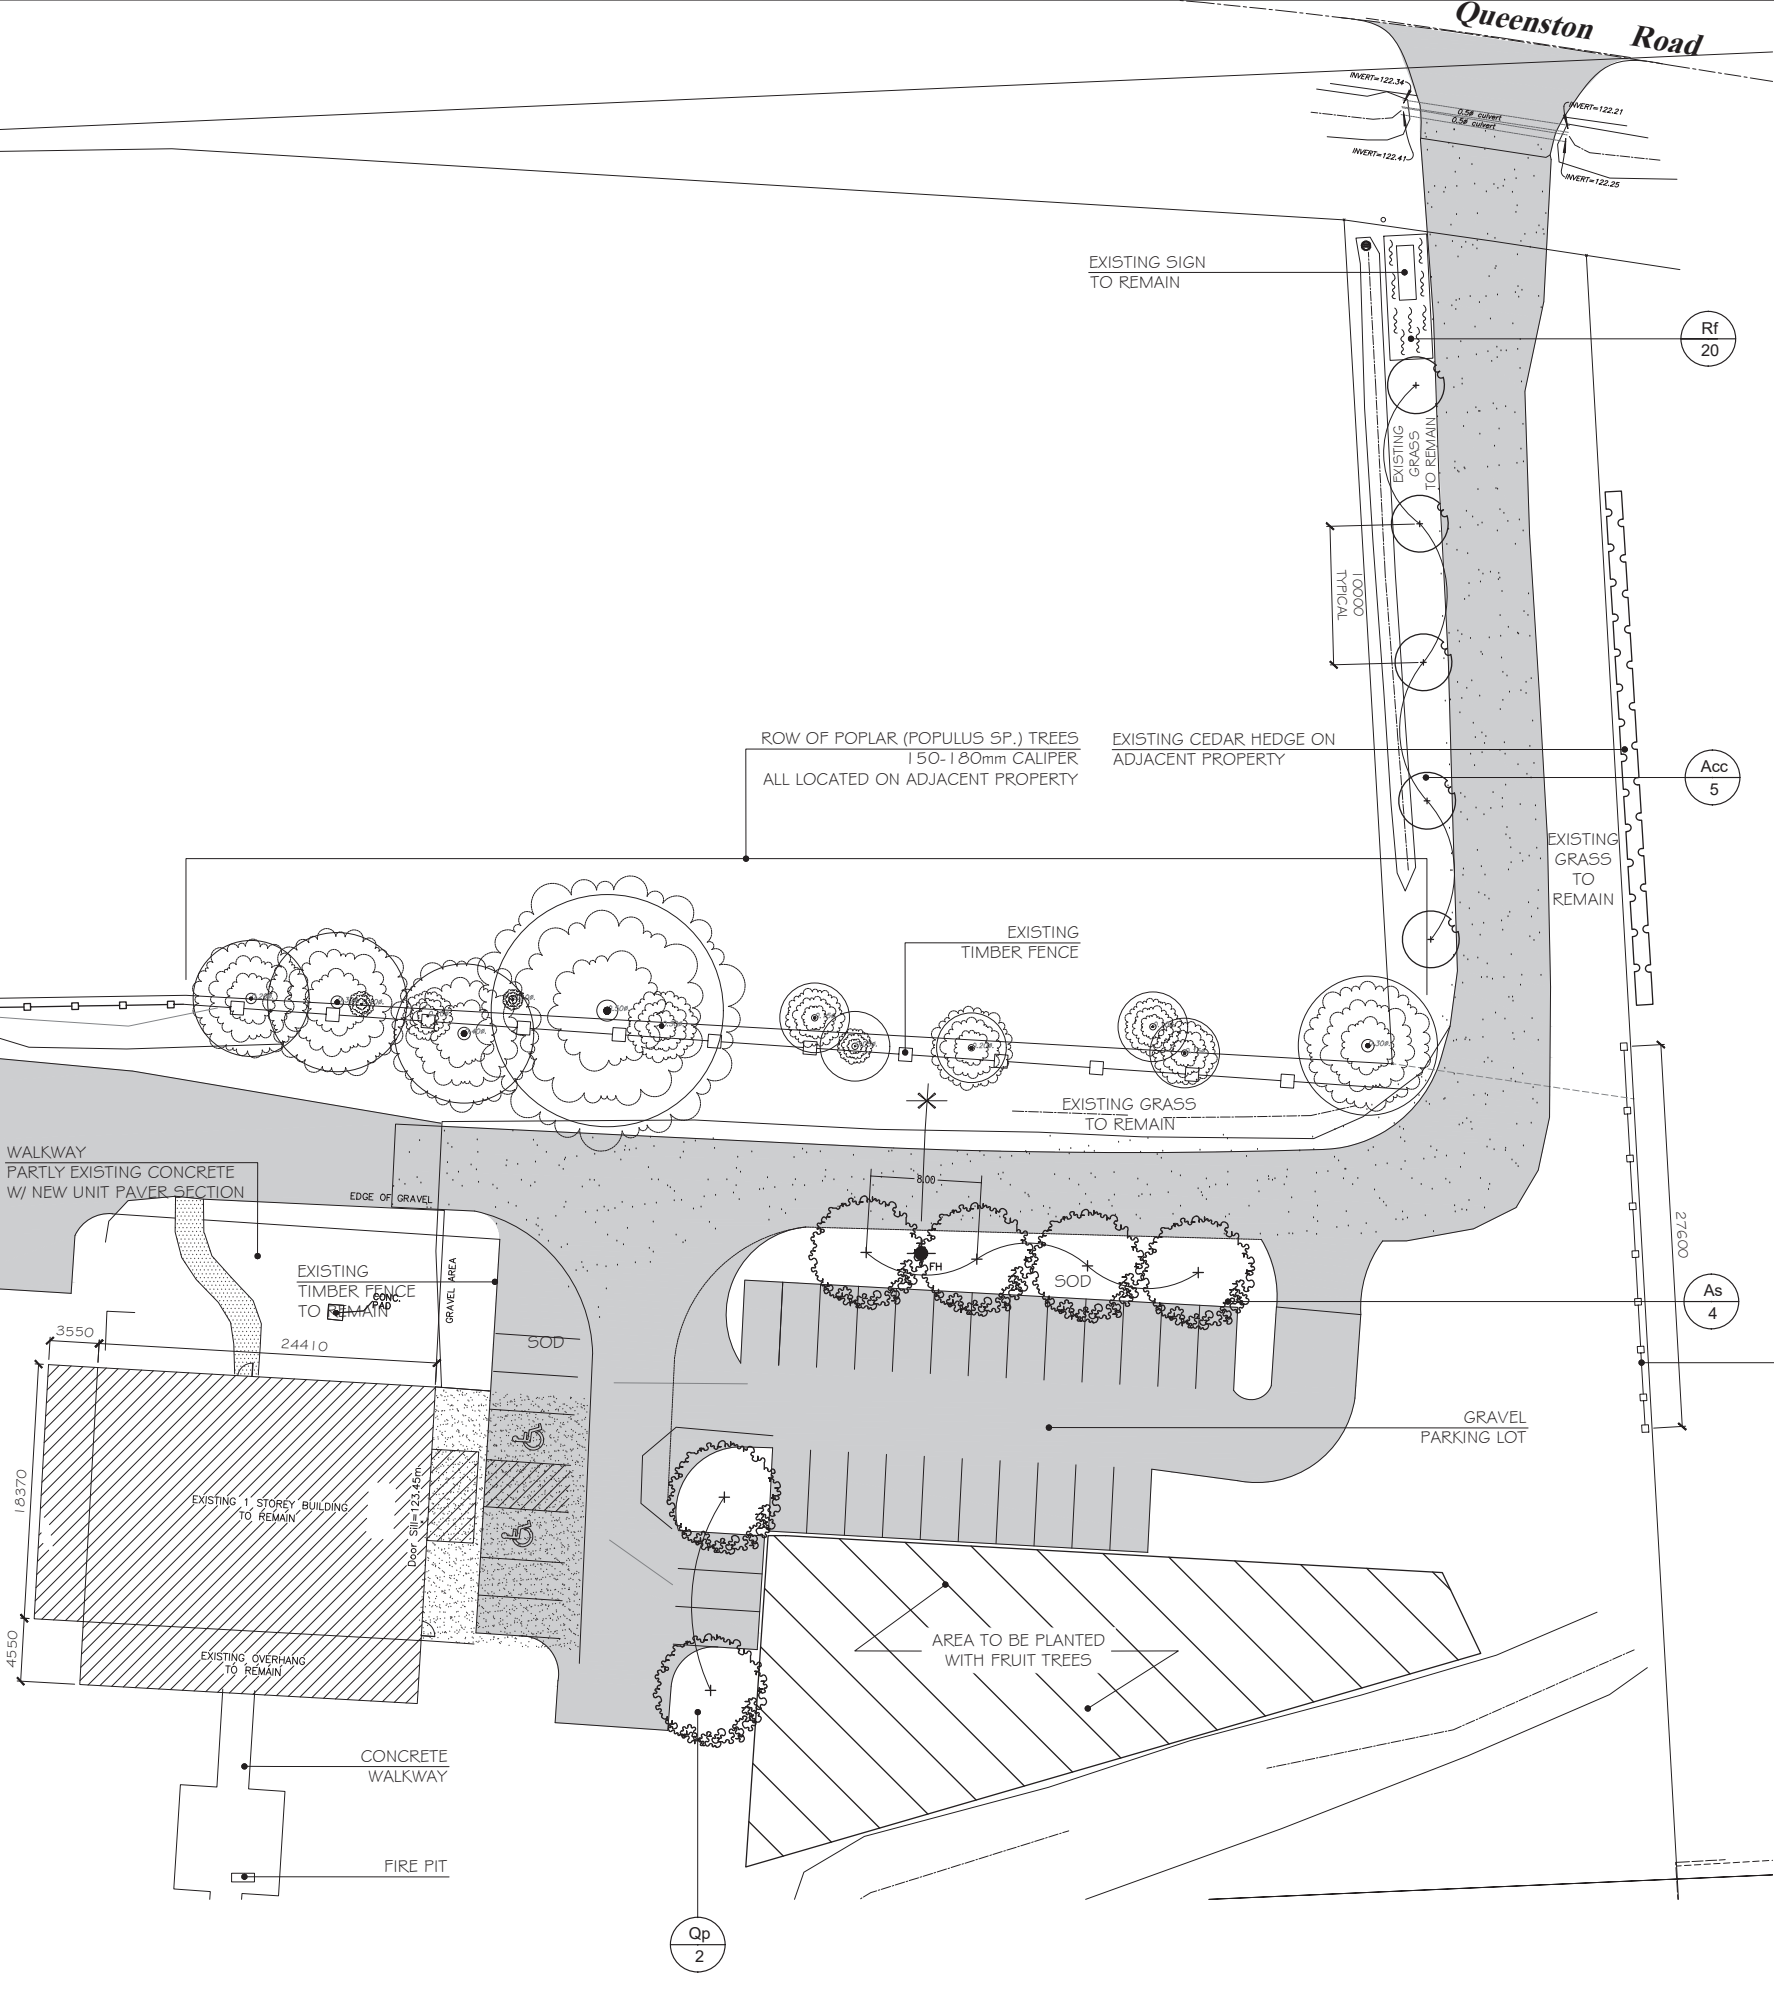 Queenston Road
INVERT=122.34
INVERT=122.21
0.5ø culvert
0.5ø culvert
INVERT=122.41
INVERT=122.25
EXISTING SIGN
TO REMAIN
Rf
20
EXISTING
GRASS
TO REMAIN
10000
TYPICAL
ROW OF POPLAR (POPULUS SP.) TREES
150-180mm CALIPER
ALL LOCATED ON ADJACENT PROPERTY
EXISTING CEDAR HEDGE ON
ADJACENT PROPERTY
Acc
5
EXISTING
GRASS
TO
REMAIN
EXISTING
TIMBER FENCE
EXISTING GRASS
TO REMAIN
WALKWAY
PARTLY EXISTING CONCRETE
W/ NEW UNIT PAVER SECTION
EDGE OF GRAVEL
8.00
27600
FH
SOD
EXISTING
TIMBER FENCE
TO REMAIN
CONC.
PAD
GRAVEL AREA
As
4
3550
24410
SOD
GRAVEL
PARKING LOT
18370
EXISTING 1 STOREY BUILDING
TO REMAIN
Door Sill=123.45m
4550
EXISTING OVERHANG
TO REMAIN
AREA TO BE PLANTED
WITH FRUIT TREES
CONCRETE
WALKWAY
FIRE PIT
Qp
2